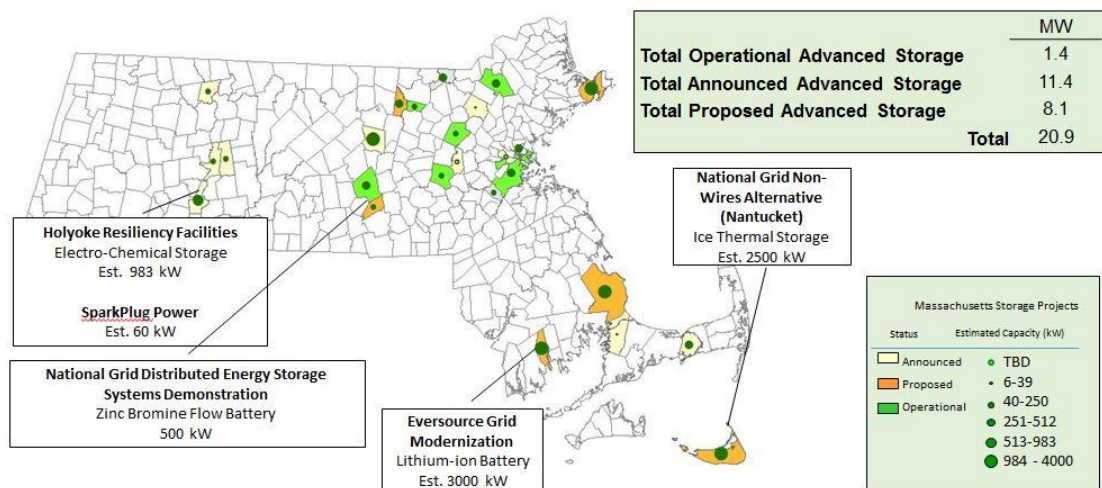 MW
Total Operational Advanced Storage 1.4
Total Announced Advanced Storage 11.4
Total Proposed Advanced Storage 8.1
Total 20.9
National Grid Non-
Wires Alternative
(Nantucket)
Ice Thermal Storage
Est. 2500 kW
Holyoke Resiliency Facilities
Electro-Chemical Storage
Est. 983 kW
SparkPlug Power
Est. 60 kW
National Grid Distributed Energy Storage
Systems Demonstration
Zinc Bromine Flow Battery
500 kW
Eversource Grid
Modernization
Lithium-ion Battery
Est. 3000 kW
Massachusetts Storage Projects
Status Estimated Capacity (kW)
Announced
Proposed
Operational
TBD
6-39
40-250
251-512
513-983
984 - 4000